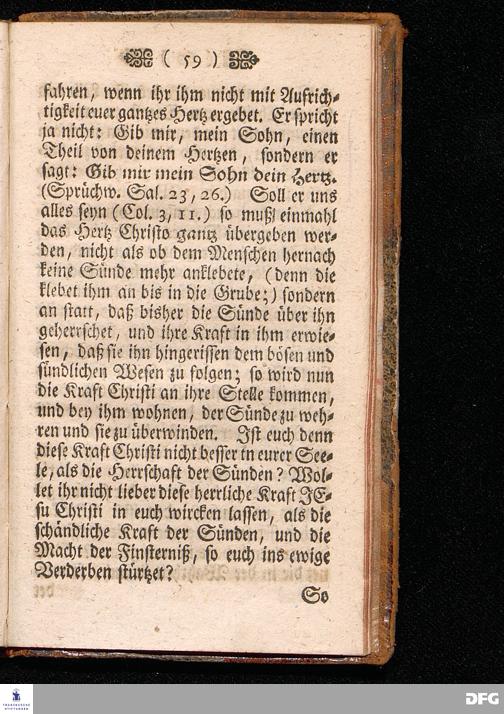 ( 59 )
fahren, wenn ihr ihm nicht mit Aufrich-
tigkeit euer gantzes Hertz ergebet. Er spricht
ja nicht: Gib mir, mein Sohn, einen
Theil von deinem Hertzen, sondern er
sagt: Gib mir mein Sohn dein Hertz.
(Sprüchw. Sal. 23, 26.) Soll er uns
alles seyn (Col. 3, 11.) so muß einmahl
das Hertz Christo gantz übergeben wer-
den, nicht als ob dem Menschen hernach
keine Sünde mehr anklebete, (denn die
klebet ihm an bis in die Grube;) sondern
an statt, daß bisher die Sünde über ihn
geherrschet, und ihre Kraft in ihm erwie-
sen, daß sie ihn hingerissen dem bösen und
sündlichen Wesen zu folgen; so wird nun
die Kraft Christi an ihre Stelle kommen,
und bey ihm wohnen, der Sünde zu weh-
ren und sie zu überwinden. Ist euch denn
diese Kraft Christi nicht besser in eurer See-
le, als die Herrschaft der Sünden? Wol-
let ihr nicht lieber diese herrliche Kraft JE-
su Christi in euch wircken lassen, als die
schändliche Kraft der Sünden, und die
Macht der Finsterniß, so euch ins ewige
Verderben stürtzet?
So
FRANCKESCHE
STIFTUNGEN
DFG